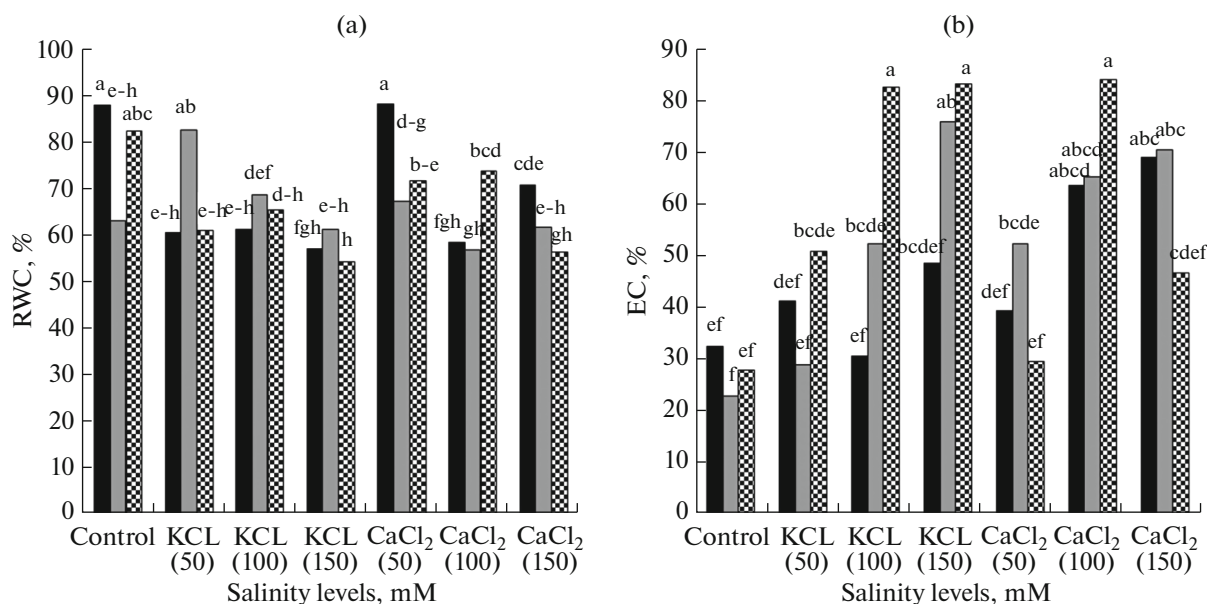 (a)
100
90
80
70
60
50
40
30
20
10
0
RWC, %
a
e-h
abc
e-h
ab
e-h
e-h
def
d-h
fgh
e-h
h
a
d-g
b-e
fgh
gh
bcd
cde
e-h
gh
Control
KCL
(50)
KCL
(100)
KCL
(150)
CaCl₂
(50)
CaCl₂
(100)
CaCl₂
(150)
Salinity levels, mM
(b)
90
80
70
60
50
40
30
20
10
0
EC, %
ef
f
ef
def
ef
bcde
ef
bcde
a
bcdef
ab
a
def
bcde
ef
abcd
abcd
a
abc
abc
cdef
Control
KCL
(50)
KCL
(100)
KCL
(150)
CaCl₂
(50)
CaCl₂
(100)
CaCl₂
(150)
Salinity levels, mM